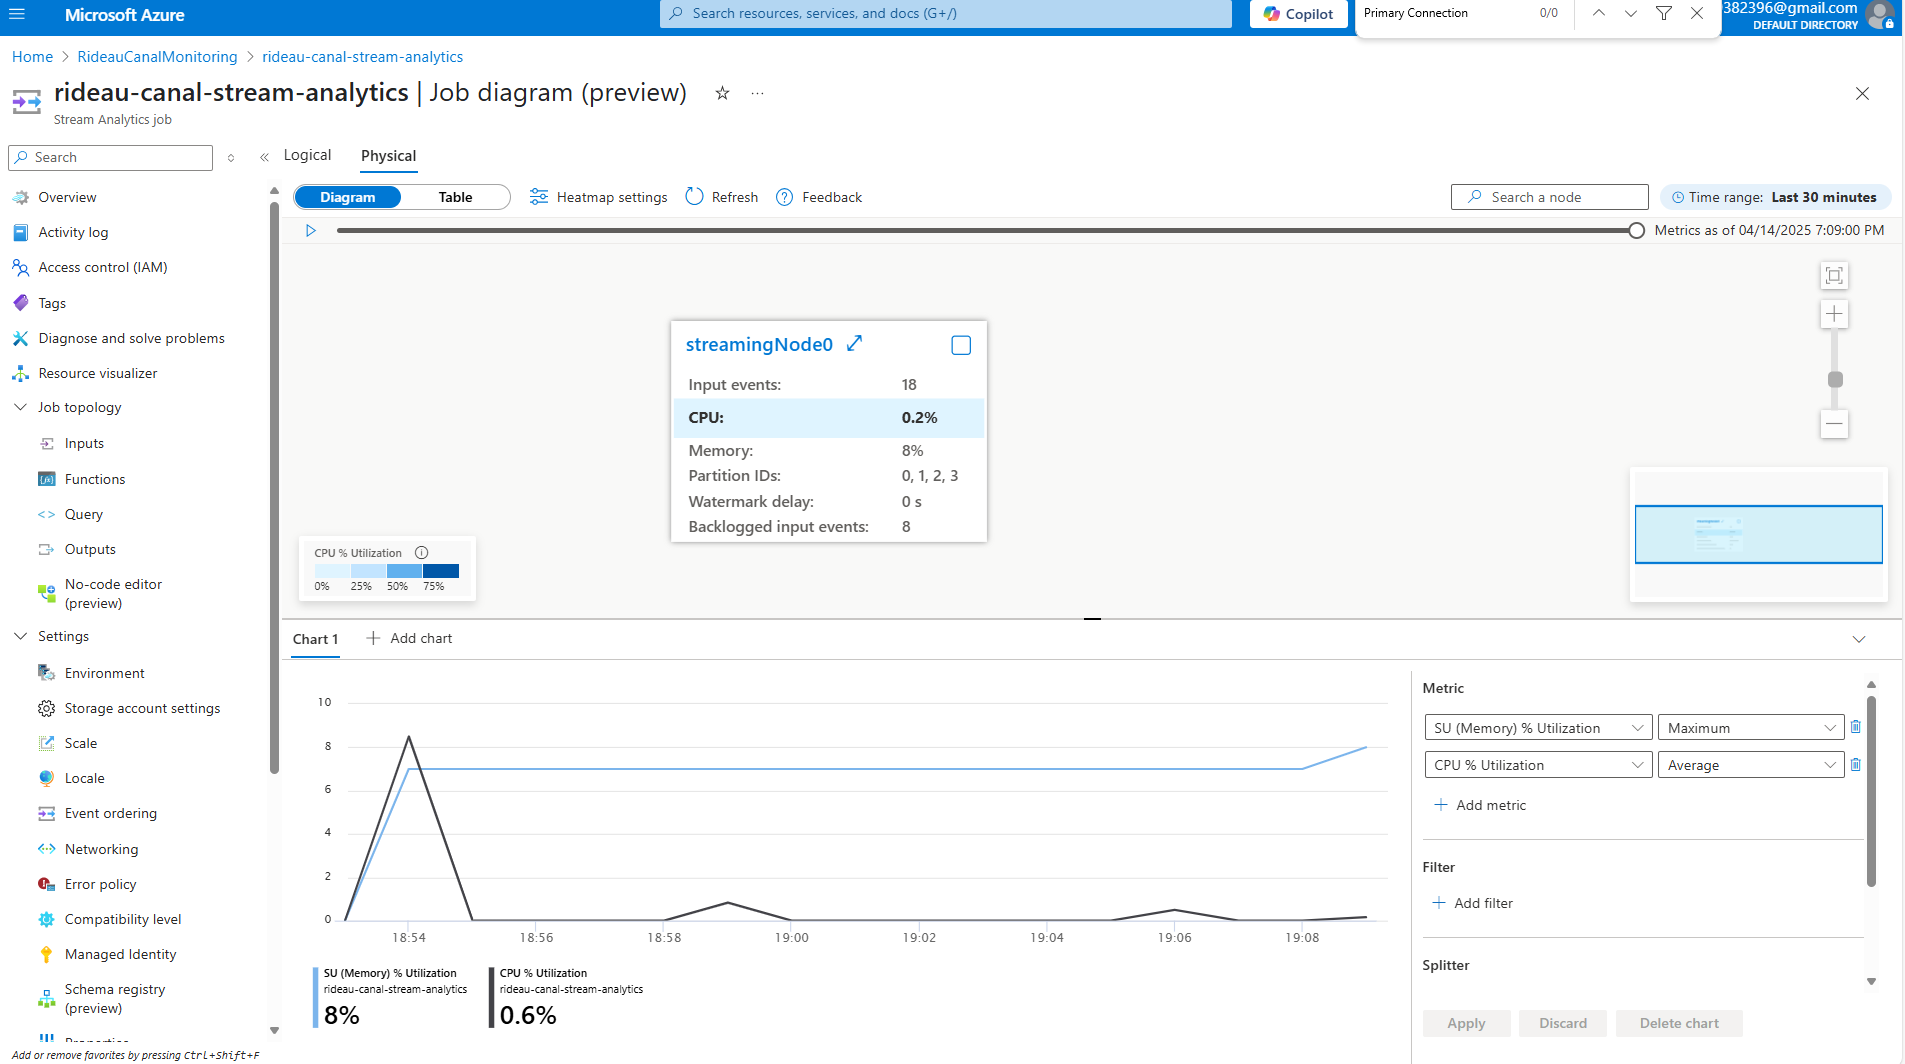 Microsoft Azure
Search resources, services, and docs (G+/)
Copilot
Primary Connection
0/0
382396@gmail.com
DEFAULT DIRECTORY
Home > RideauCanalMonitoring > rideau-canal-stream-analytics
rideau-canal-stream-analytics | Job diagram (preview)
Stream Analytics job
Search
Logical
Physical
Diagram
Table
Heatmap settings
Refresh
Feedback
Search a node
Time range: Last 30 minutes
Metrics as of 04/14/2025 7:09:00 PM
Overview
Activity log
Access control (IAM)
Tags
Diagnose and solve problems
Resource visualizer
Job topology
Inputs
Functions
Query
Outputs
No-code editor
(preview)
Settings
Environment
Storage account settings
Scale
Locale
Event ordering
Networking
Error policy
Compatibility level
Managed Identity
Schema registry
(preview)
Add or remove favorites by pressing Ctrl+Shift+F
streamingNode0
Input events: 18
CPU: 0.2%
Memory: 8%
Partition IDs: 0, 1, 2, 3
Watermark delay: 0 s
Backlogged input events: 8
CPU % Utilization
0% 25% 50% 75%
Chart 1
Add chart
10
8
6
4
2
0
18:54 18:56 18:58 19:00 19:02 19:04 19:06 19:08
SU (Memory) % Utilization
rideau-canal-stream-analytics
8%
CPU % Utilization
rideau-canal-stream-analytics
0.6%
Metric
SU (Memory) % Utilization
Maximum
CPU % Utilization
Average
Add metric
Filter
Add filter
Splitter
Apply
Discard
Delete chart